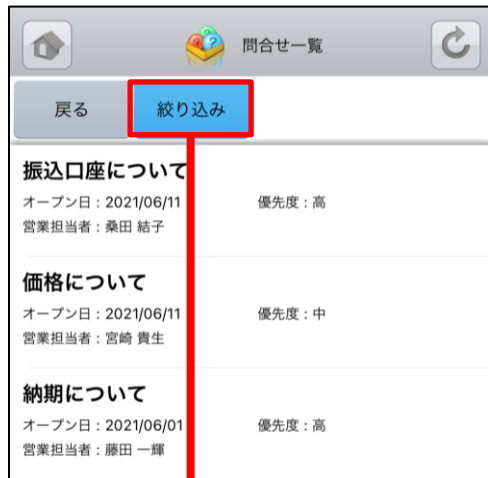 問合せ一覧
戻る 絞り込み
振込口座について
オープン日：2021/06/11 優先度：高
営業担当者：桑田 結子
価格について
オープン日：2021/06/11 優先度：中
営業担当者：宮崎 貴生
納期について
オープン日：2021/06/01 優先度：高
営業担当者：藤田 一輝